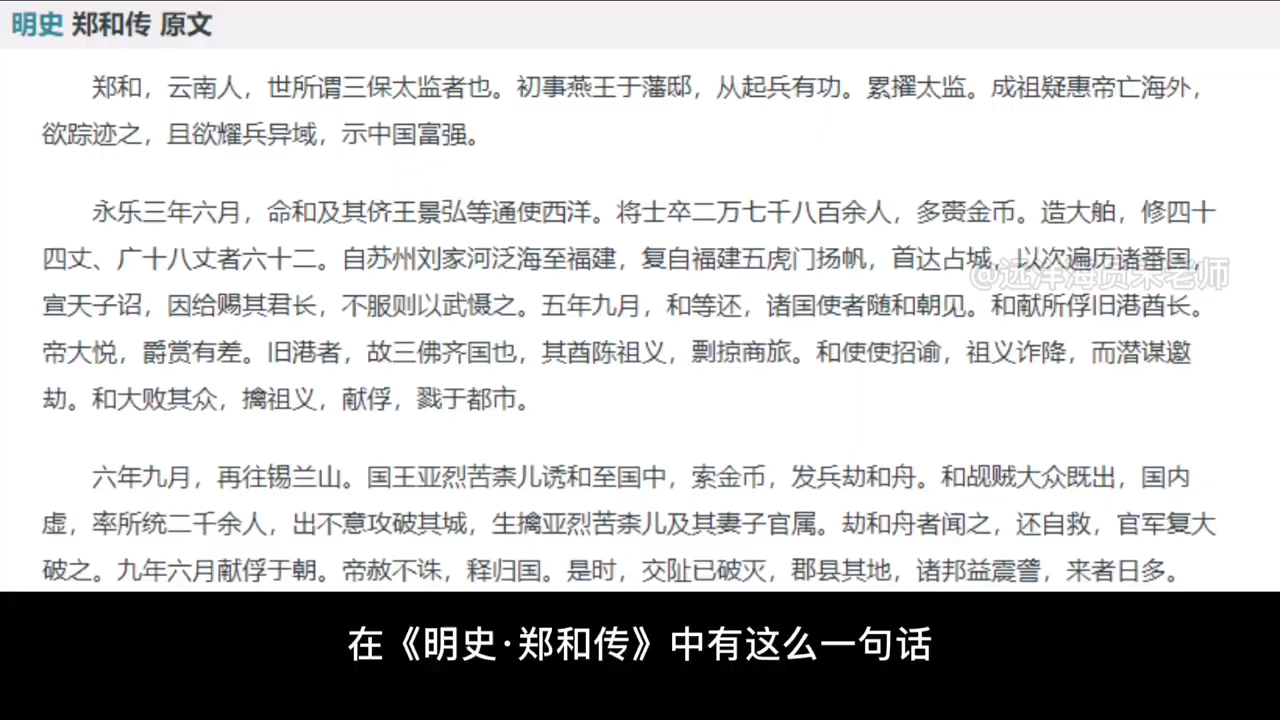 明史 郑和传 原文
郑和，云南人，世所谓三保太监者也。初事燕王于藩邸，从起兵有功。累擢太监。成祖疑惠帝亡海外，
欲踪迹之，且欲耀兵异域，示中国富强。
永乐三年六月，命和及其侪王景弘等通使西洋。将士卒二万七千八百余人，多赍金币。造大舶，修四十
四丈、广十八丈者六十二。自苏州刘家河泛海至福建，复自福建五虎门扬帆，首达占城，以次遍历诸番国，
@远洋海员宋老师
宣天子诏，因给赐其君长，不服则以武慑之。五年九月，和等还，诸国使者随和朝见。和献所俘旧港酋长。
帝大悦，爵赏有差。旧港者，故三佛齐国也，其酋陈祖义，剽掠商旅。和使使招谕，祖义诈降，而潜谋邀
劫。和大败其众，擒祖义，献俘，戮于都市。
六年九月，再往锡兰山。国王亚烈苦柰儿诱和至国中，索金币，发兵劫和舟。和觇贼大众既出，国内
虚，率所统二千余人，出不意攻破其城，生擒亚烈苦柰儿及其妻子官属。劫和舟者闻之，还自救，官军复大
破之。九年六月献俘于朝。帝赦不诛，释归国。是时，交阯已破灭，郡县其地，诸邦益震詟，来者日多。
在《明史·郑和传》中有这么一句话